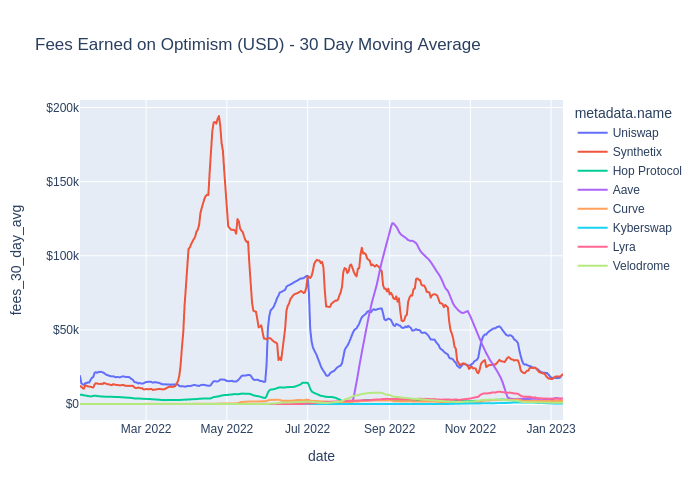 Fees Earned on Optimism (USD) - 30 Day Moving Average
metadata.name
Uniswap
Synthetix
Hop Protocol
Aave
Curve
Kyberswap
Lyra
Velodrome
fees_30_day_avg
$200k
$150k
$100k
$50k
$0
Mar 2022 May 2022 Jul 2022 Sep 2022 Nov 2022 Jan 2023
date